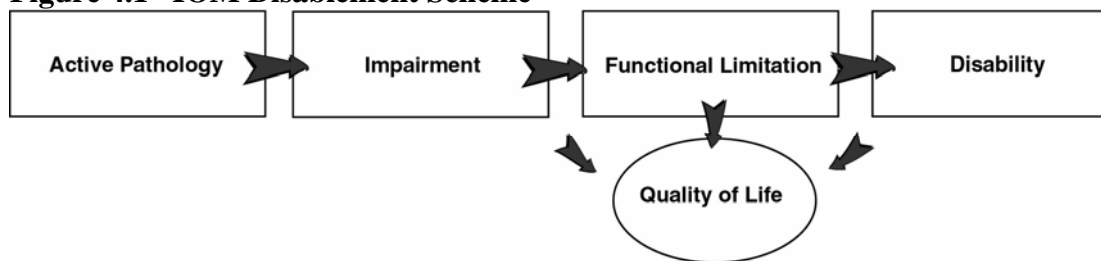 Figure 4.1 IOM Disablement Scheme
Active Pathology
Impairment
Functional Limitation
Disability
Quality of Life